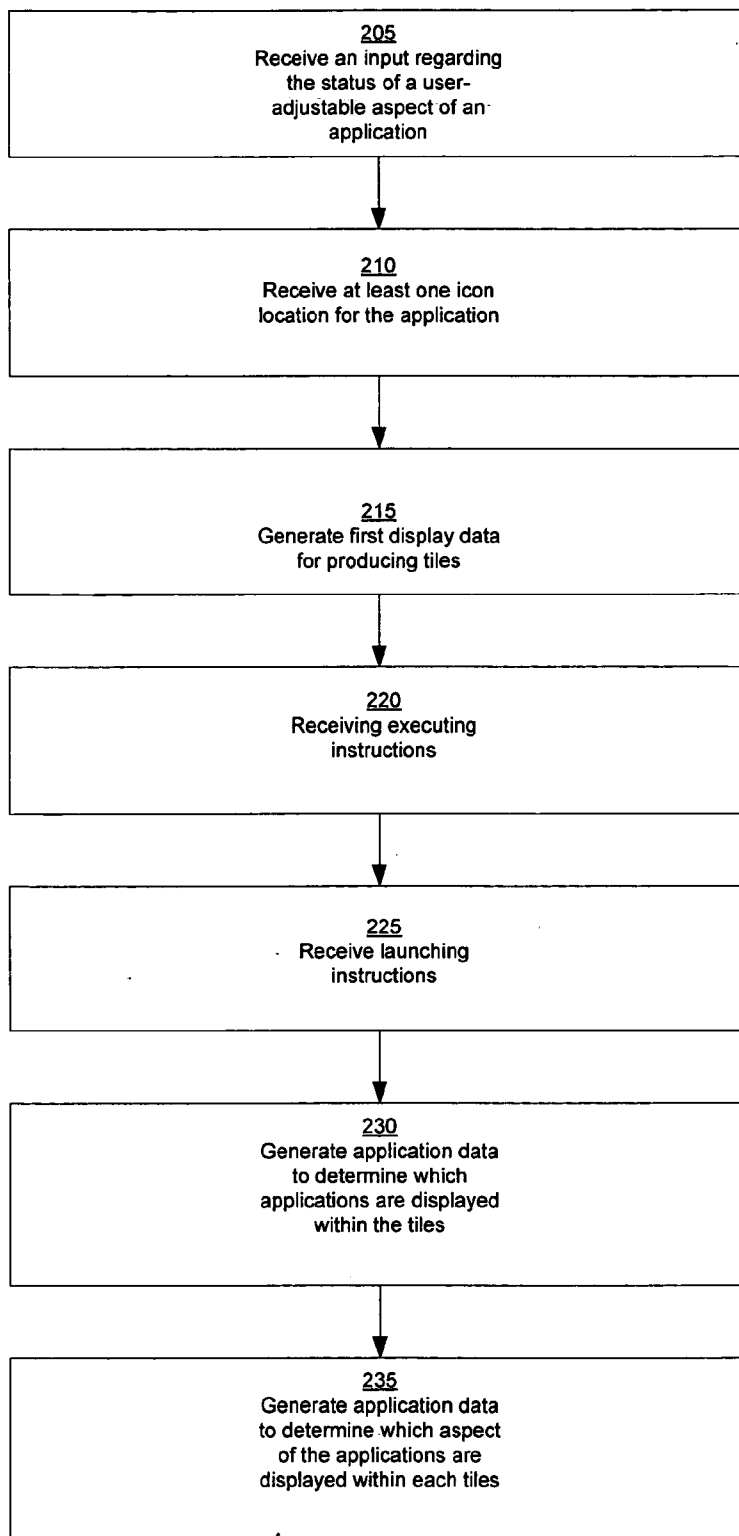 205
Receive an input regarding
the status of a user-
adjustable aspect of an
application
210
Receive at least one icon
location for the application
215
Generate first display data
for producing tiles
220
Receiving executing
instructions
225
Receive launching
instructions
230
Generate application data
to determine which
applications are displayed
within the tiles
235
Generate application data
to determine which aspect
of the applications are
displayed within each tiles